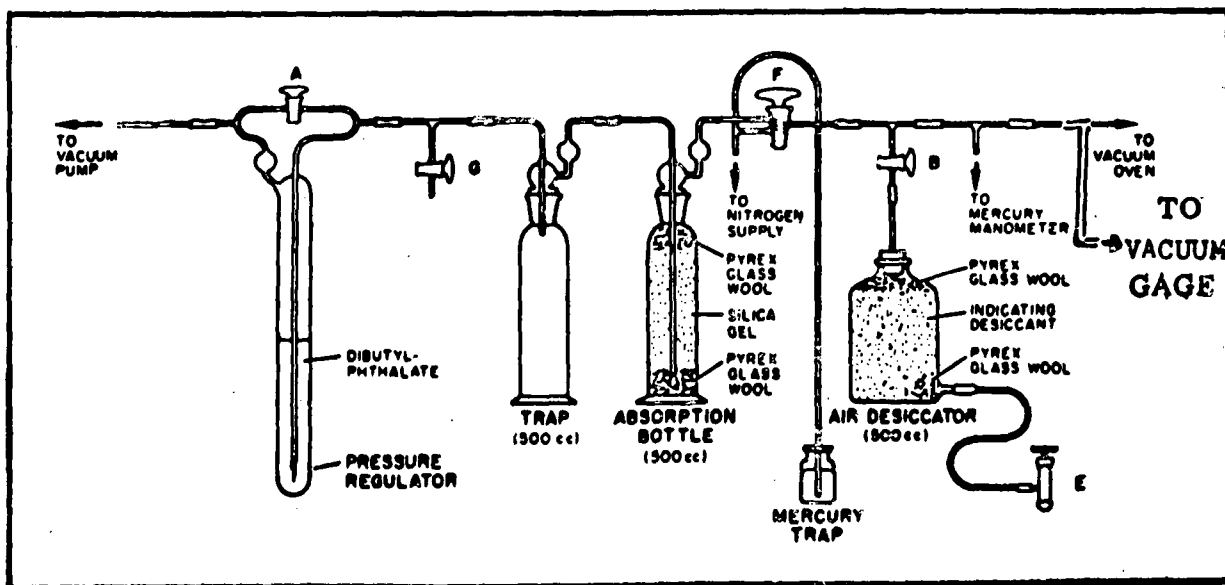 A
TO
VACUUM
PUMP
G
F
TO
NITROGEN
SUPPLY
B
TO
MERCURY
MANOMETER
TO
VACUUM
OVEN
TO
VACUUM
GAGE
PYREX
GLASS
WOOL
SILICA
GEL
PYREX
GLASS
WOOL
PYREX
GLASS WOOL
INDICATING
DESICCANT
PYREX
GLASS WOOL
DIBUTYL-
PHTHALATE
PRESSURE
REGULATOR
TRAP
(500 cc)
ABSORPTION
BOTTLE
(500 cc)
AIR DESICCATOR
(500 cc)
MERCURY
TRAP
E